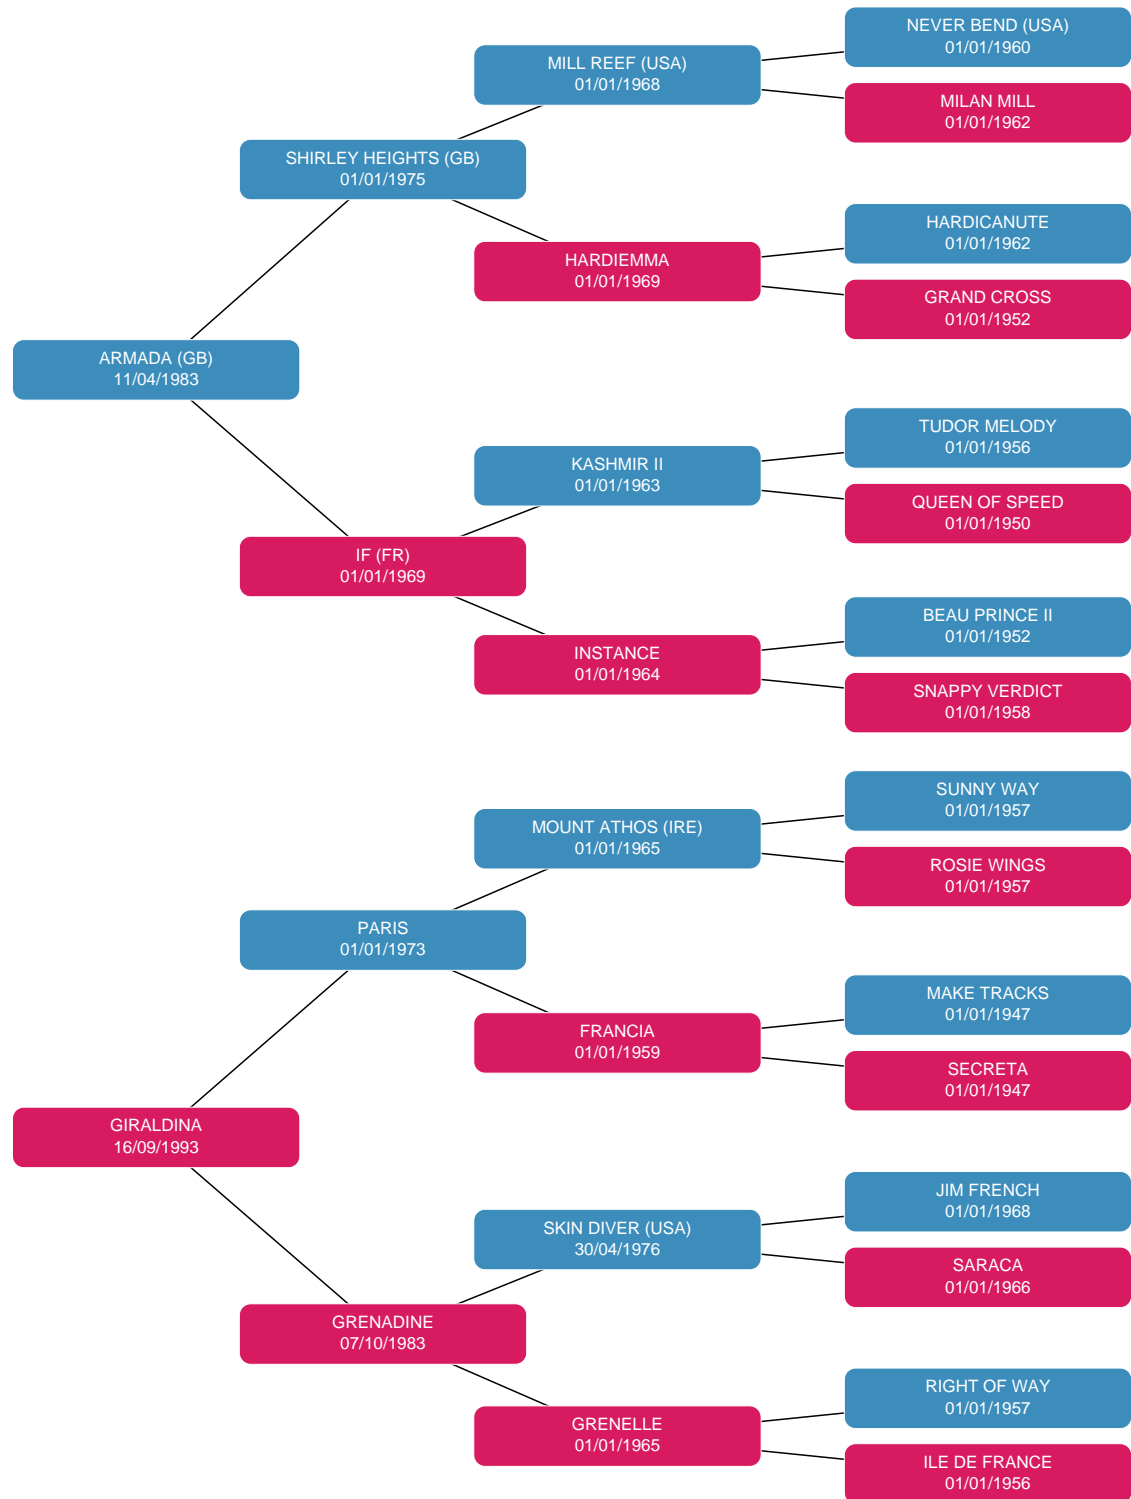 NEVER BEND (USA)
01/01/1960
MILL REEF (USA)
01/01/1968
MILAN MILL
01/01/1962
SHIRLEY HEIGHTS (GB)
01/01/1975
HARDICANUTE
01/01/1962
HARDIEMMA
01/01/1969
GRAND CROSS
01/01/1952
ARMADA (GB)
11/04/1983
TUDOR MELODY
01/01/1956
KASHMIR II
01/01/1963
QUEEN OF SPEED
01/01/1950
IF (FR)
01/01/1969
BEAU PRINCE II
01/01/1952
INSTANCE
01/01/1964
SNAPPY VERDICT
01/01/1958
SUNNY WAY
01/01/1957
MOUNT ATHOS (IRE)
01/01/1965
ROSIE WINGS
01/01/1957
PARIS
01/01/1973
MAKE TRACKS
01/01/1947
FRANCIA
01/01/1959
SECRETA
01/01/1947
GIRALDINA
16/09/1993
JIM FRENCH
01/01/1968
SKIN DIVER (USA)
30/04/1976
SARACA
01/01/1966
GRENADINE
07/10/1983
RIGHT OF WAY
01/01/1957
GRENELLE
01/01/1965
ILE DE FRANCE
01/01/1956